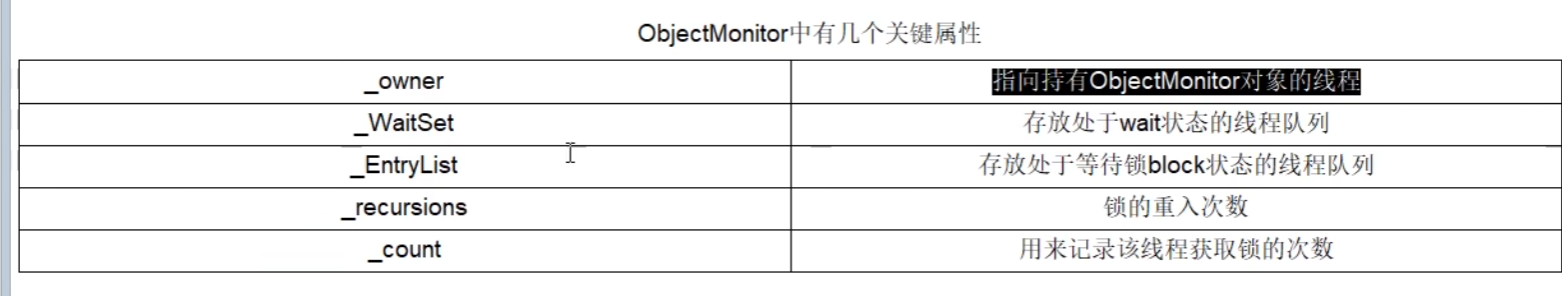 ObjectMonitor中有几个关键属性
_owner 指向持有ObjectMonitor对象的线程
_WaitSet 存放处于wait状态的线程队列
_EntryList 存放处于等待锁block状态的线程队列
_recursions 锁的重入次数
_count 用来记录该线程获取锁的次数